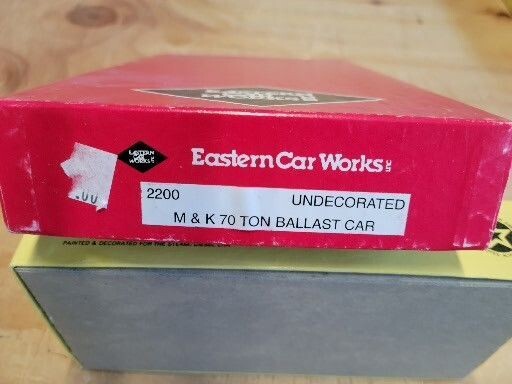 EASTERN
CAR
WORKS
Eastern Car Works INC
.00
2200 UNDECORATED
M & K 70 TON BALLAST CAR
PAINTED & DECORATED FOR THE